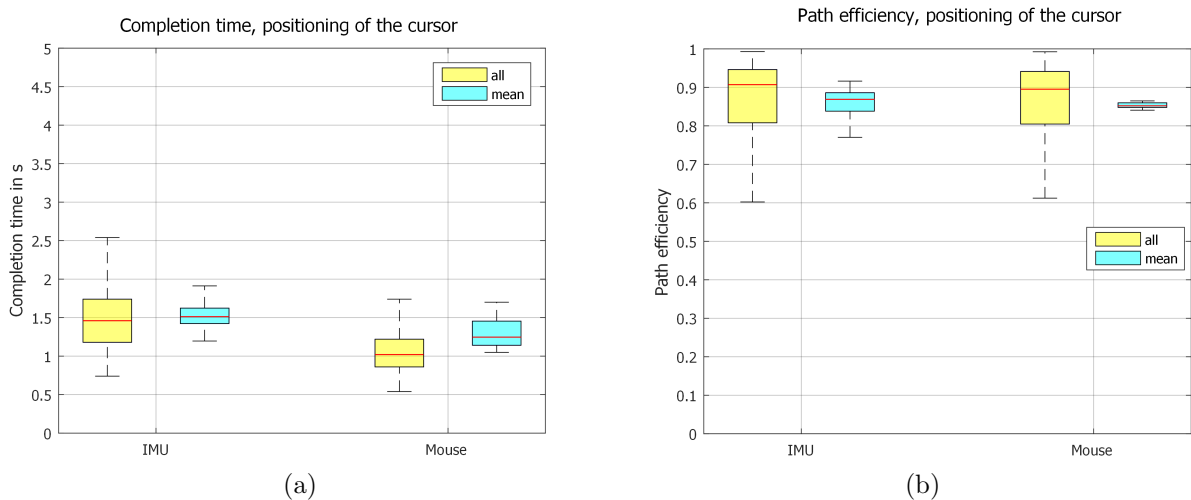 Completion time, positioning of the cursor
5
4.5
4
3.5
3
2.5
2
1.5
1
0.5
0
Completion time in s
all
mean
IMU Mouse
(a)
Path efficiency, positioning of the cursor
1
0.9
0.8
0.7
0.6
0.5
0.4
0.3
0.2
0.1
0
Path efficiency
all
mean
IMU Mouse
(b)